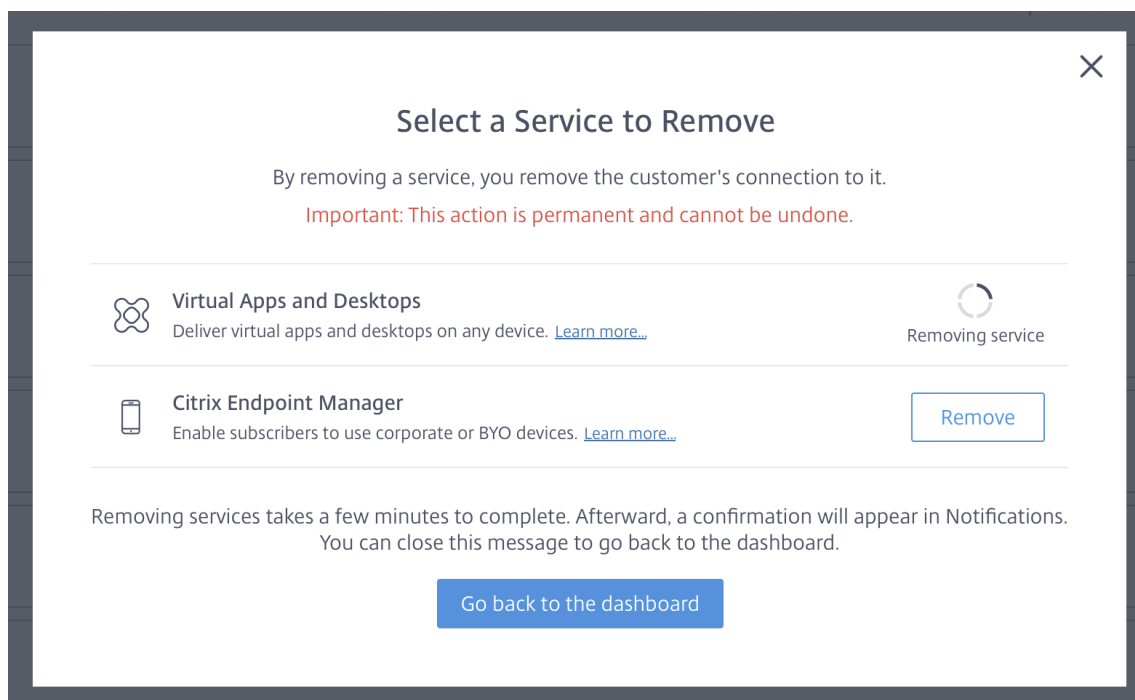 Select a Service to Remove
By removing a service, you remove the customer's connection to it.
Important: This action is permanent and cannot be undone.
Virtual Apps and Desktops
Deliver virtual apps and desktops on any device. Learn more...
Removing service
Citrix Endpoint Manager
Enable subscribers to use corporate or BYO devices. Learn more...
Remove
Removing services takes a few minutes to complete. Afterward, a confirmation will appear in Notifications.
You can close this message to go back to the dashboard.
Go back to the dashboard